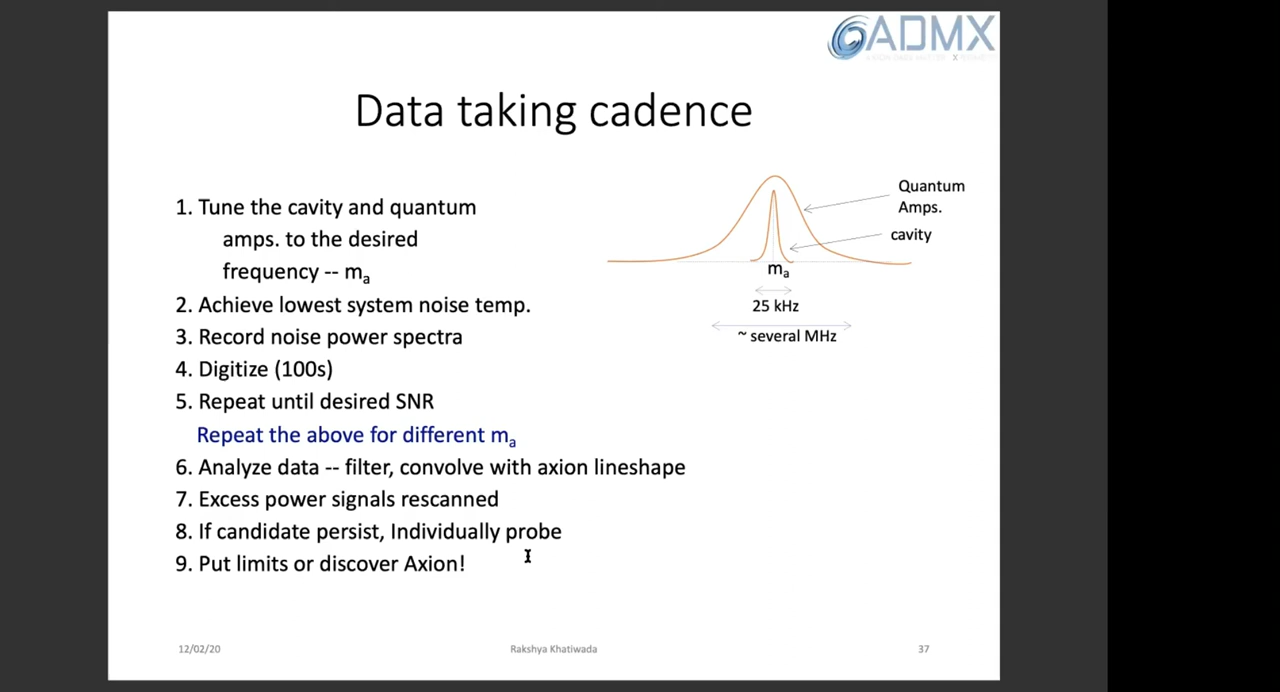 ADMX
Data taking cadence
1. Tune the cavity and quantum
amps. to the desired
frequency -- mₐ
2. Achieve lowest system noise temp.
3. Record noise power spectra
4. Digitize (100s)
5. Repeat until desired SNR
Repeat the above for different mₐ
6. Analyze data -- filter, convolve with axion lineshape
7. Excess power signals rescanned
8. If candidate persist, Individually probe
9. Put limits or discover Axion!
Quantum
Amps.
cavity
mₐ
25 kHz
~ several MHz
12/02/20
Rakshya Khatiwada
37